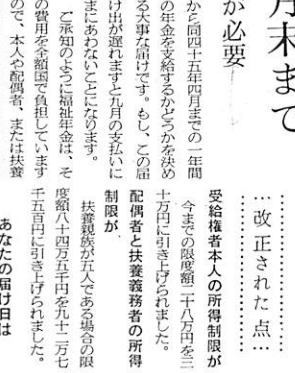 月末まで
が必要
から同四十五年四月までの一年間
の年金を支給するかどうかを決め
る大事な届けです。もし、この届
け出が遅れますと九月の支払いに
まにあわないことになります。
ご承知のように福祉年金は、そ
の費用を全額国で負担しています
ので、本人や配偶者、または扶養
…改正された点…
受給権者本人の所得制限が
今までの限度額二十八万円を三
十万円に引き上げられました。
配偶者と扶養義務者の所得
制限が
扶養親族が五人である場合の限
度額八十四万五千円を九十二万七
千五百円に引き上げられました。
あなたの届け日は